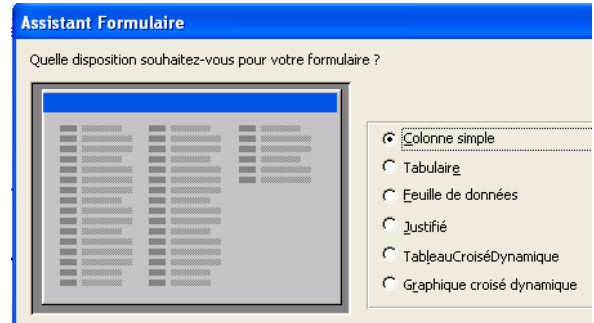 Assistant Formulaire
Quelle disposition souhaitez-vous pour votre formulaire ?
Colonne simple
Tabulaire
Feuille de données
Justifié
TableauCroiséDynamique
Graphique croisé dynamique